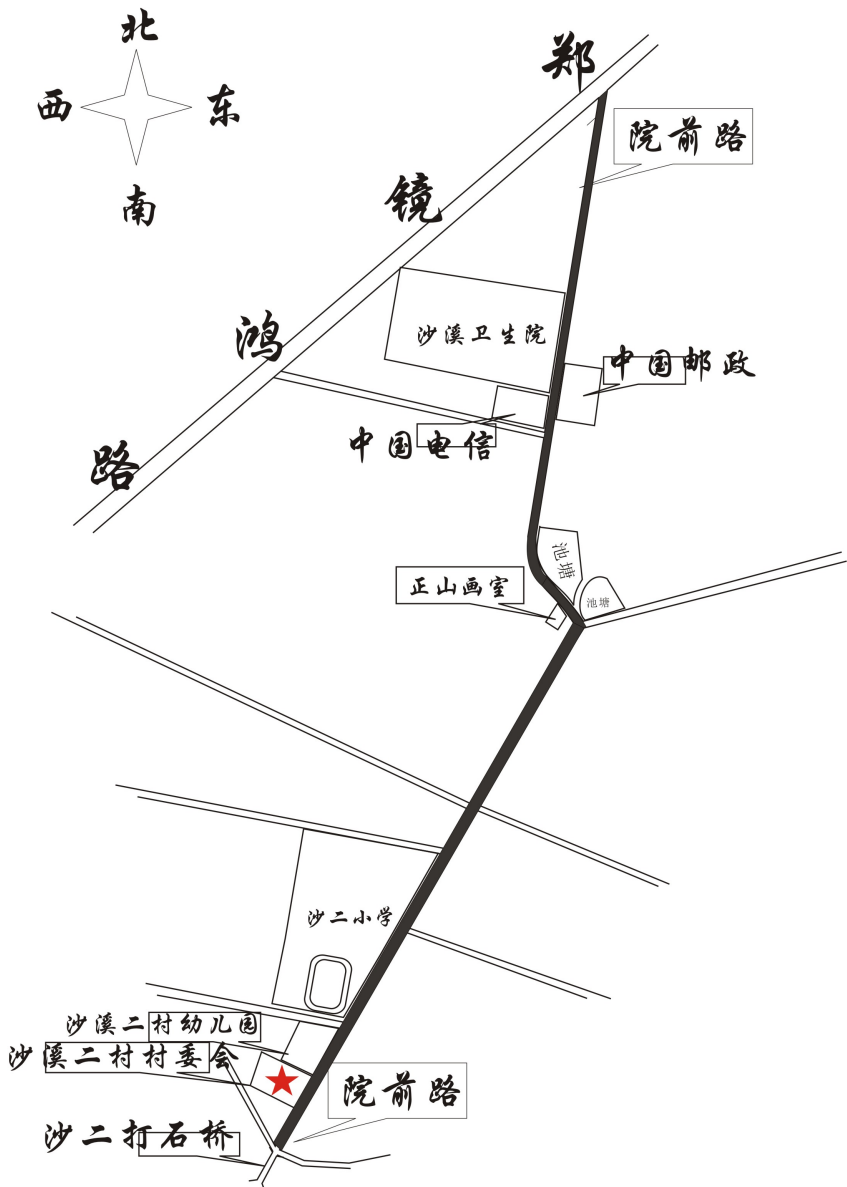 北
西
东
南
郑
院前路
镜
鸿
沙溪卫生院
中国邮政
中国电信
路
池塘
正山画室
池塘
沙二小学
沙溪二村幼儿园
沙溪二村村委会
院前路
沙二打石桥